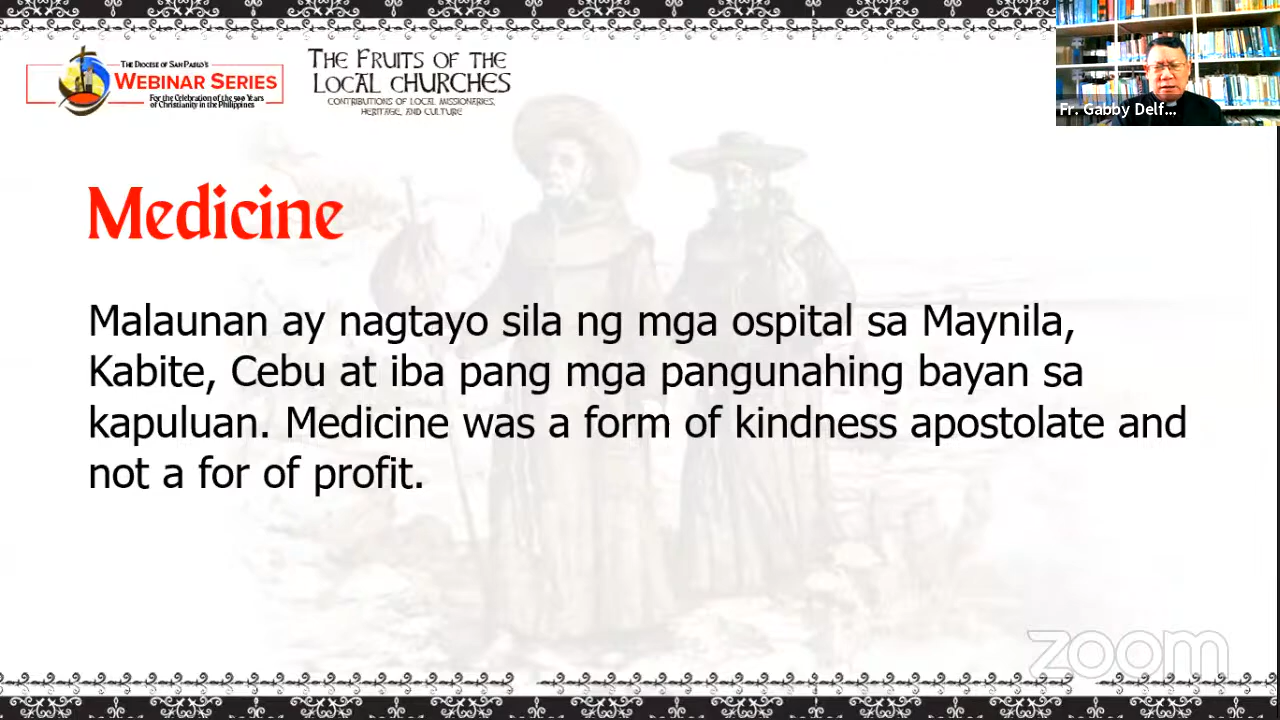 THE DIOCESE OF SAN PABLO'S
WEBINAR SERIES
For the Celebration of the 500 Years
of Christianity in the Philippines
THE FRUITS OF THE
LOCAL CHURCHES
CONTRIBUTIONS OF LOCAL MISSIONARIES,
HERITAGE, AND CULTURE
Fr. Gabby Delf...
Medicine
Malaunan ay nagtayo sila ng mga ospital sa Maynila,
Kabite, Cebu at iba pang mga pangunahing bayan sa
kapuluan. Medicine was a form of kindness apostolate and
not a for of profit.
zoom